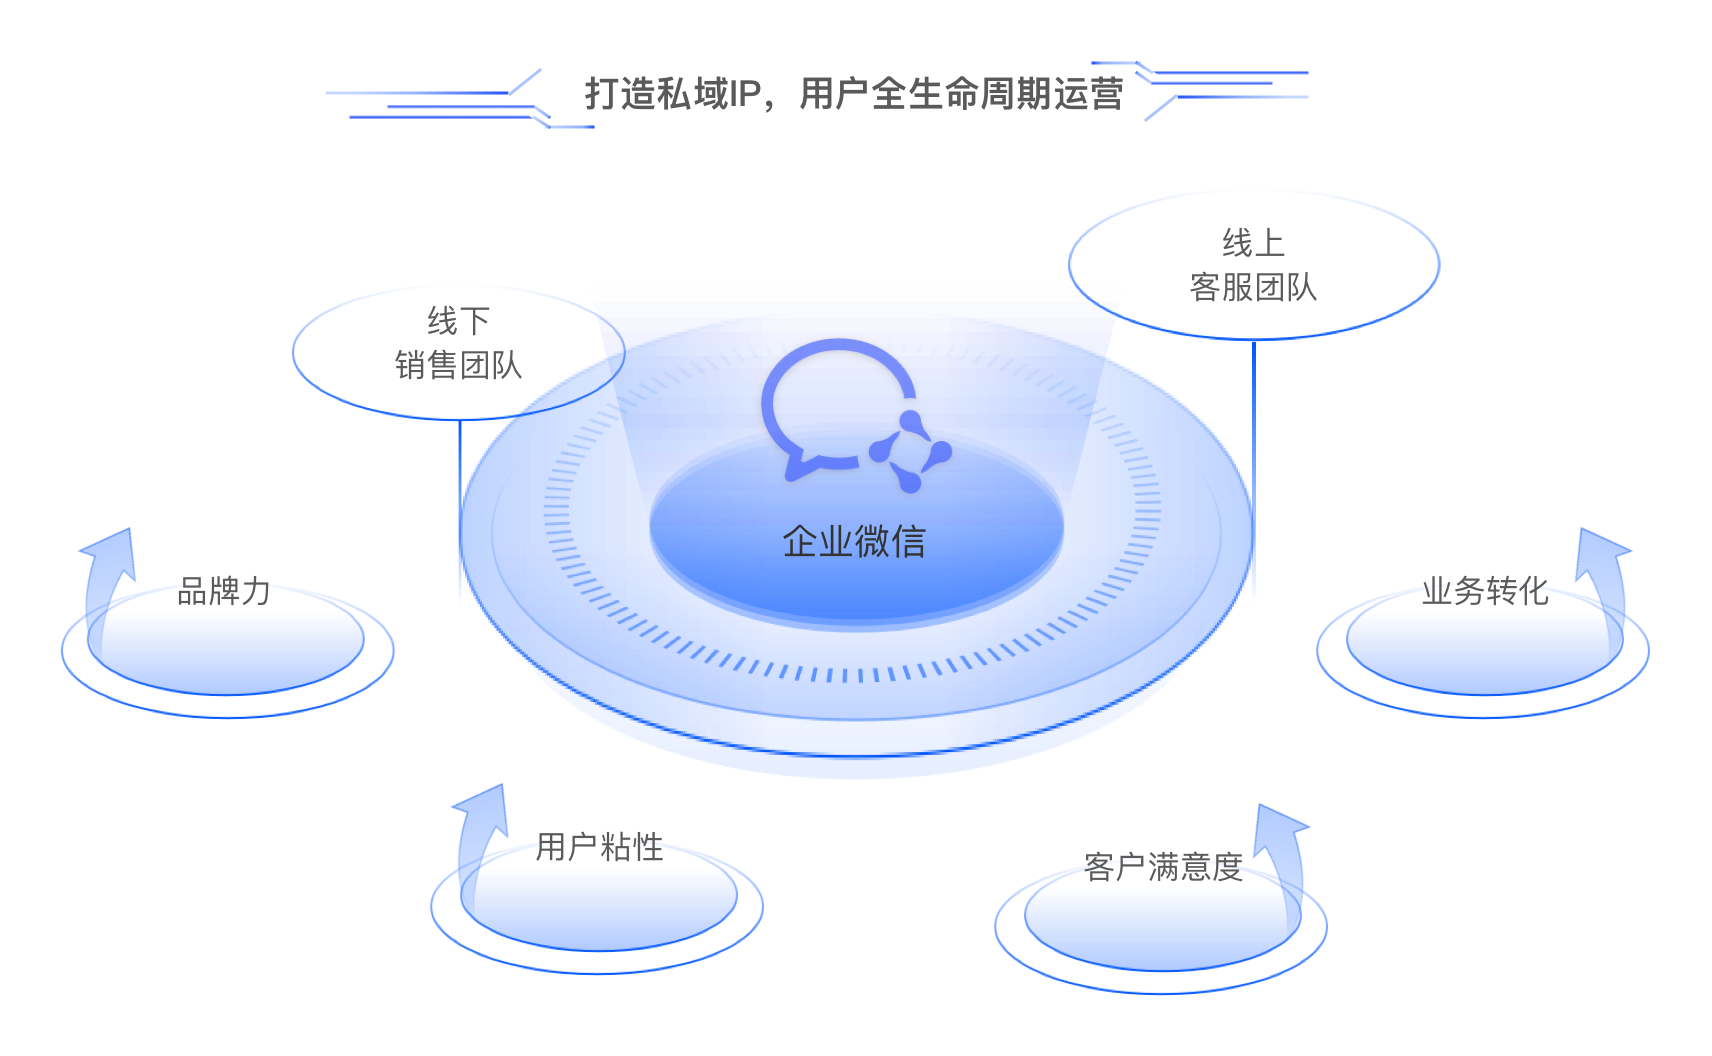 打造私域IP，用户全生命周期运营
线上
客服团队
线下
销售团队
企业微信
品牌力
业务转化
用户粘性
客户满意度